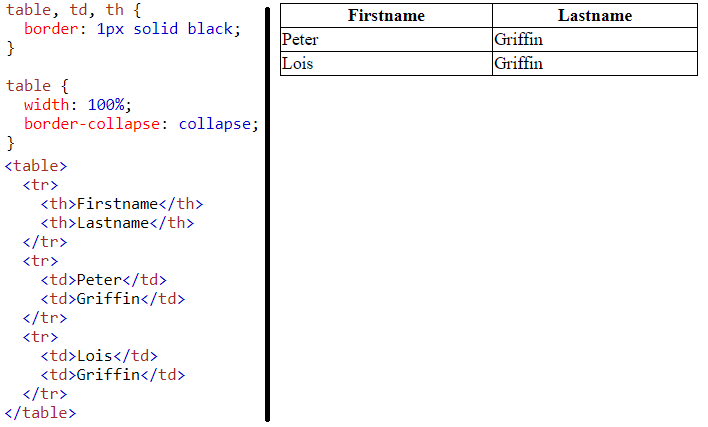 table, td, th {
  border: 1px solid black;
}

table {
  width: 100%;
  border-collapse: collapse;
}
<table>
  <tr>
    <th>Firstname</th>
    <th>Lastname</th>
  </tr>
  <tr>
    <td>Peter</td>
    <td>Griffin</td>
  </tr>
  <tr>
    <td>Lois</td>
    <td>Griffin</td>
  </tr>
</table>
Firstname Lastname
Peter Griffin
Lois Griffin